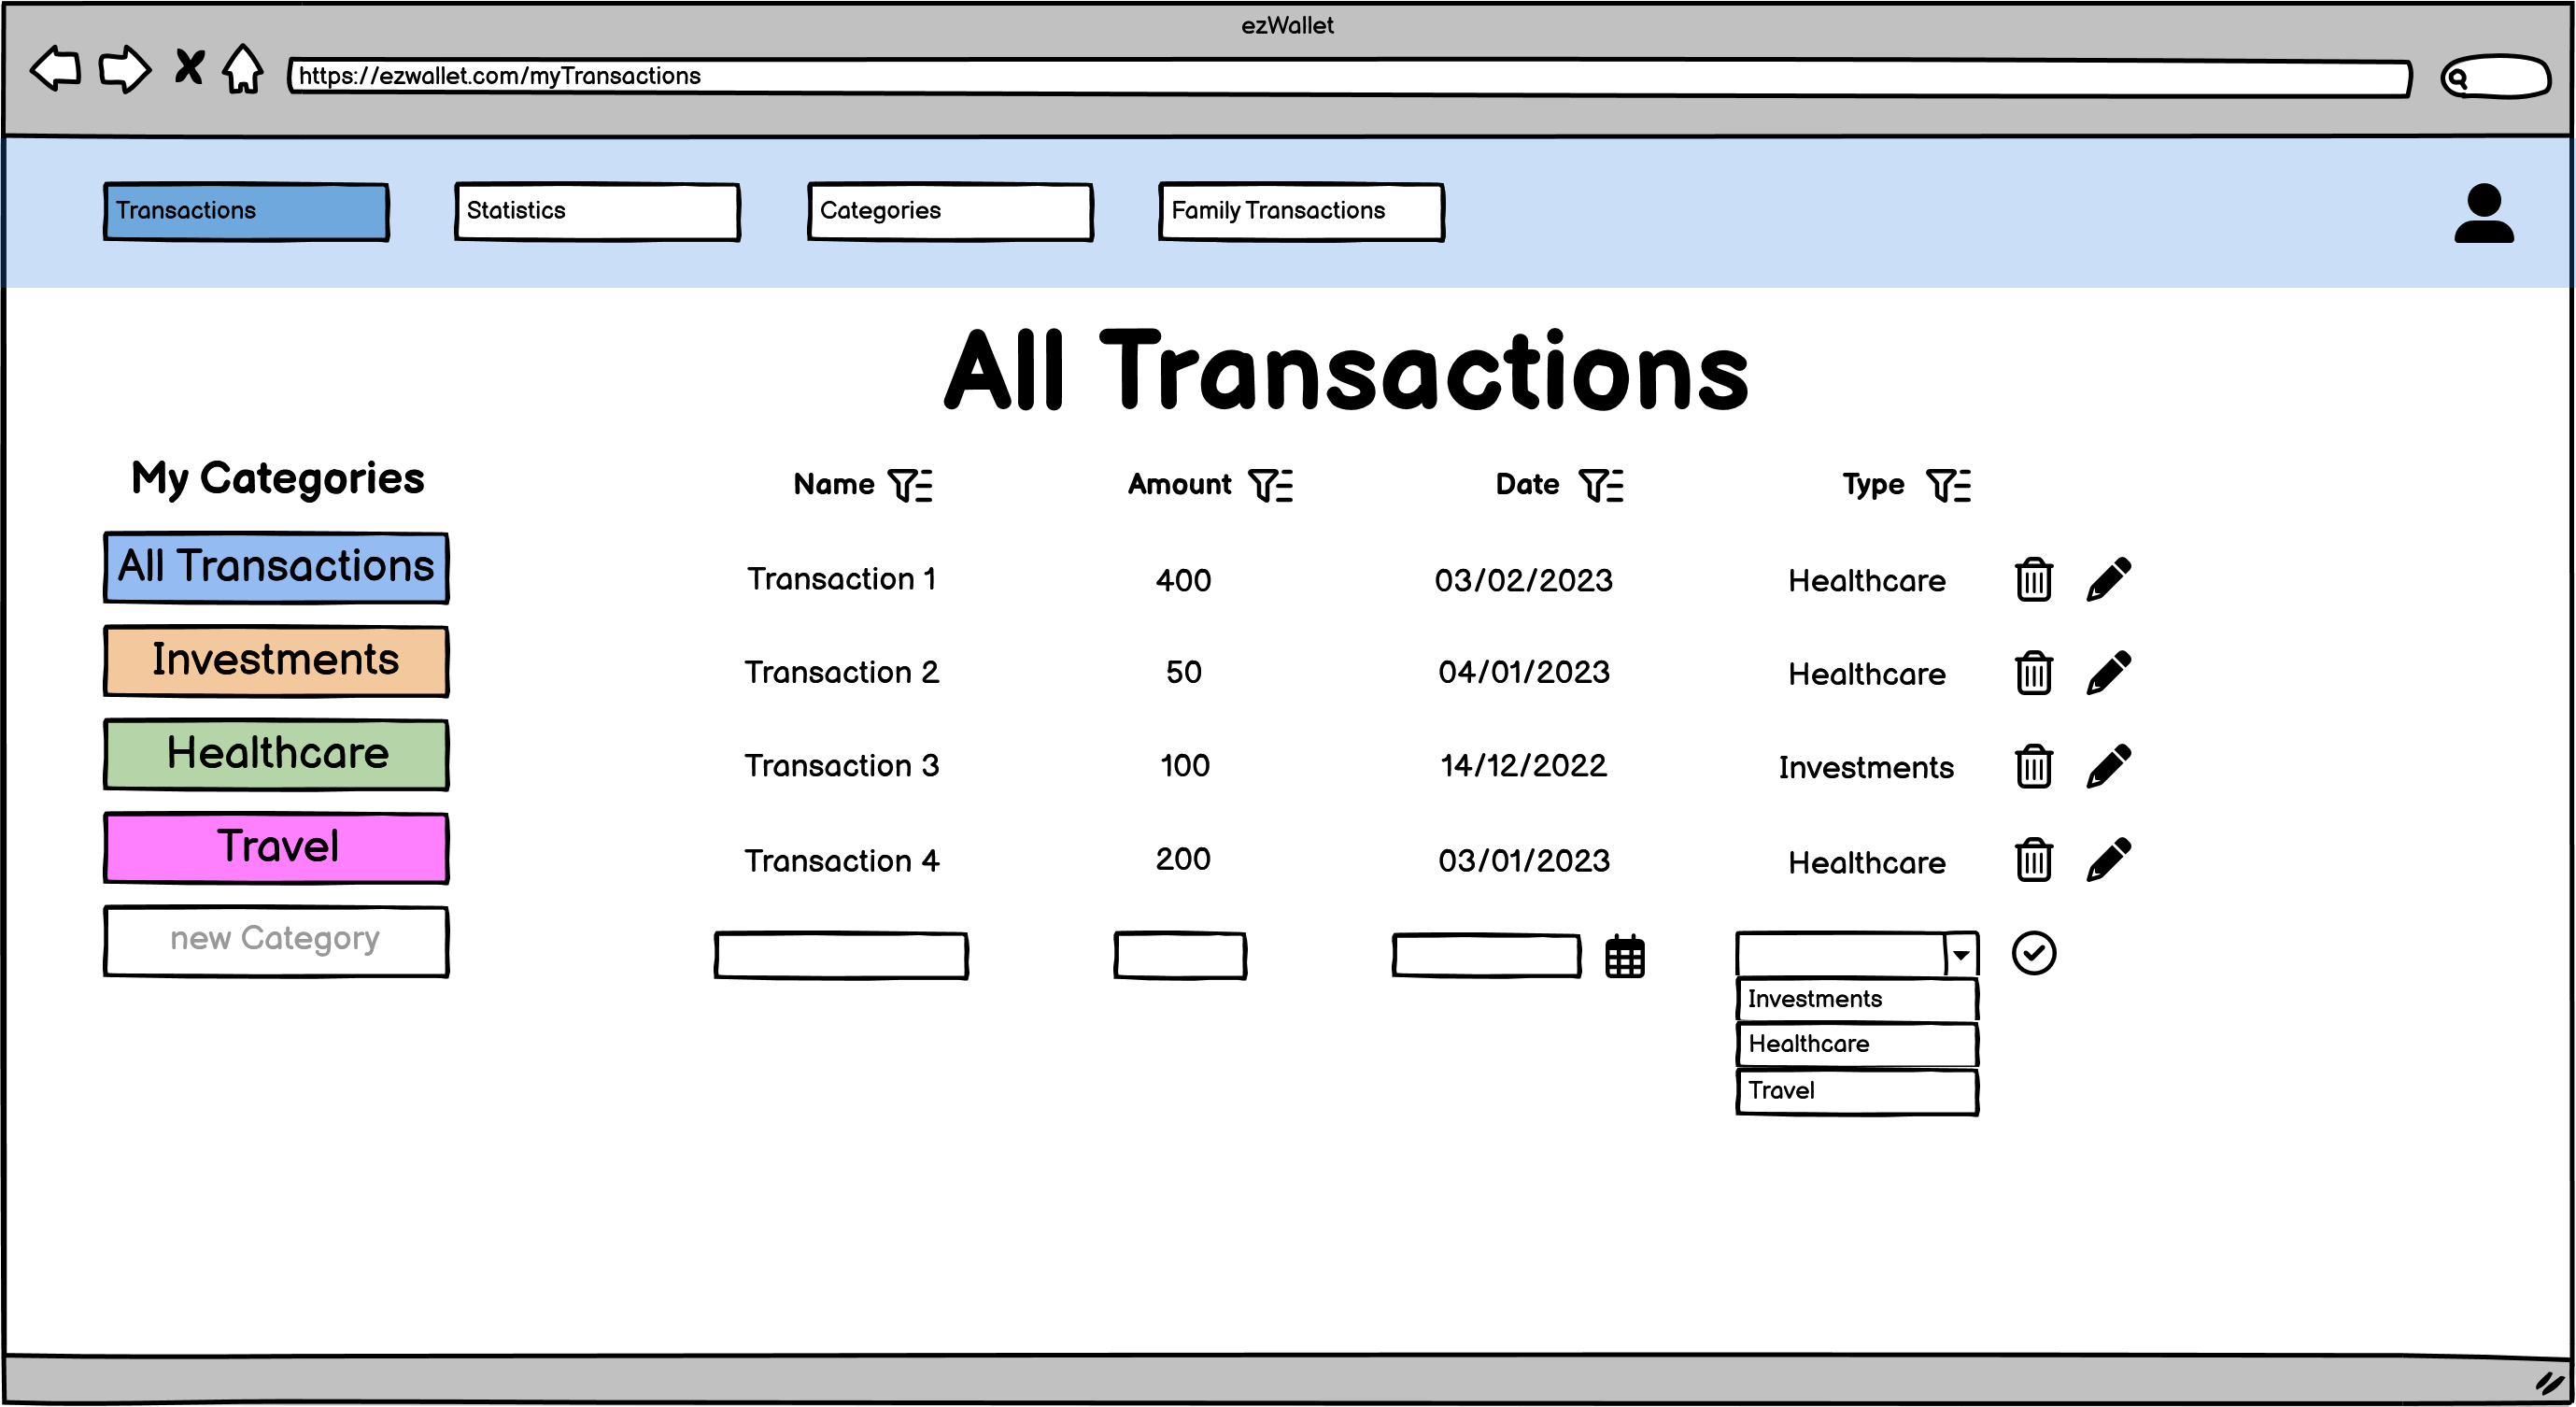 ezWallet
https://ezwallet.com/myTransactions
Transactions Statistics Categories Family Transactions
All Transactions
My Categories
All Transactions
Investments
Healthcare
Travel
new Category
Name Amount Date Type
Transaction 1 400 03/02/2023 Healthcare
Transaction 2 50 04/01/2023 Healthcare
Transaction 3 100 14/12/2022 Investments
Transaction 4 200 03/01/2023 Healthcare
Investments
Healthcare
Travel